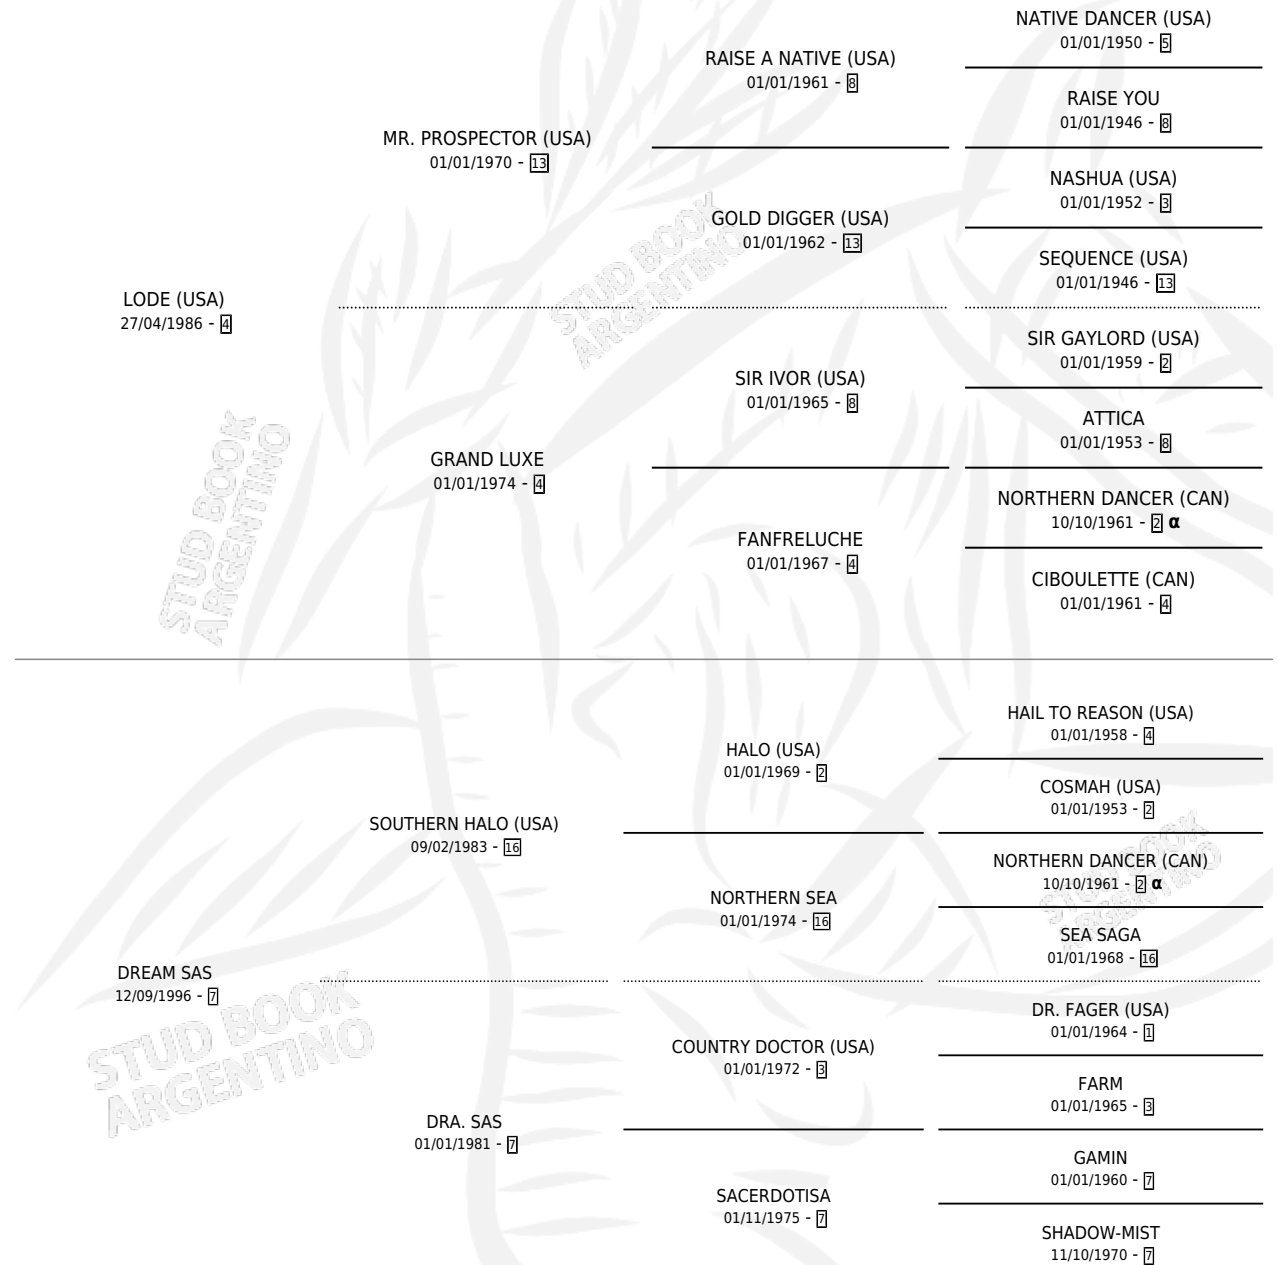 NATIVE DANCER (USA)
01/01/1950 - 5
RAISE A NATIVE (USA)
01/01/1961 - 8
RAISE YOU
01/01/1946 - 8
MR. PROSPECTOR (USA)
01/01/1970 - 13
NASHUA (USA)
01/01/1952 - 3
GOLD DIGGER (USA)
01/01/1962 - 13
SEQUENCE (USA)
01/01/1946 - 13
LODE (USA)
27/04/1986 - 4
SIR GAYLORD (USA)
01/01/1959 - 2
SIR IVOR (USA)
01/01/1965 - 8
ATTICA
01/01/1953 - 8
GRAND LUXE
01/01/1974 - 4
NORTHERN DANCER (CAN)
10/10/1961 - 2 α
FANFRELUCHE
01/01/1967 - 4
CIBOULETTE (CAN)
01/01/1961 - 4
HAIL TO REASON (USA)
01/01/1958 - 4
HALO (USA)
01/01/1969 - 2
COSMAH (USA)
01/01/1953 - 2
SOUTHERN HALO (USA)
09/02/1983 - 16
NORTHERN DANCER (CAN)
10/10/1961 - 2 α
NORTHERN SEA
01/01/1974 - 16
SEA SAGA
01/01/1968 - 16
DREAM SAS
12/09/1996 - 7
DR. FAGER (USA)
01/01/1964 - 1
COUNTRY DOCTOR (USA)
01/01/1972 - 3
FARM
01/01/1965 - 3
DRA. SAS
01/01/1981 - 7
GAMIN
01/01/1960 - 7
SACERDOTISA
01/11/1975 - 7
SHADOW-MIST
11/10/1970 - 7
STUD BOOK
ARGENTINO
STUD BOOK
ARGENTINO
STUD BOOK
ARGENTINO
STUD BOOK
ARGENTINO